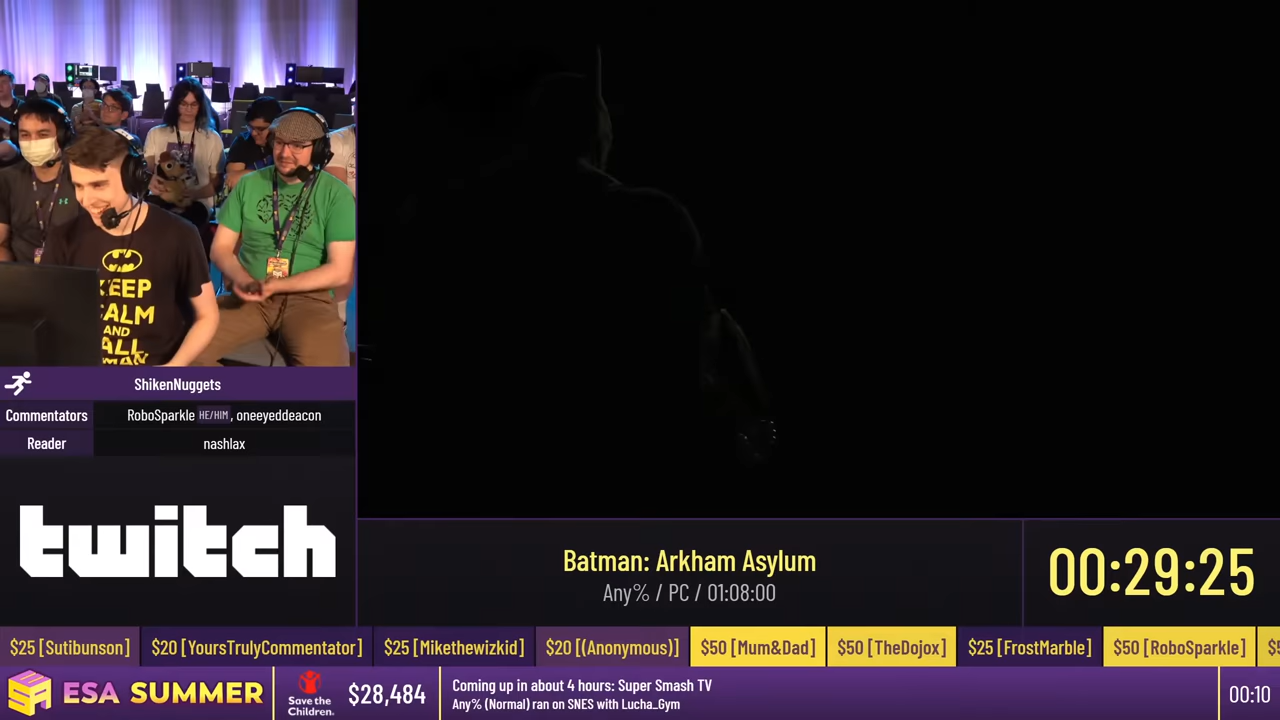 KEEP
CALM
AND
CALL
ShikenNuggets
Commentators
RoboSparkle HE/HIM, oneeyeddeacon
Reader
nashlax
twitch
Batman: Arkham Asylum
Any% / PC / 01:08:00
00:29:25
$25 [Sutibunson] $20 [YoursTrulyCommentator] $25 [Mikethewizkid] $20 [(Anonymous)] $50 [Mum&Dad] $50 [TheDojox] $25 [FrostMarble] $50 [RoboSparkle]
ESA SUMMER
Save the
Children.
$28,484
Coming up in about 4 hours: Super Smash TV
Any% (Normal) ran on SNES with Lucha_Gym
00:10